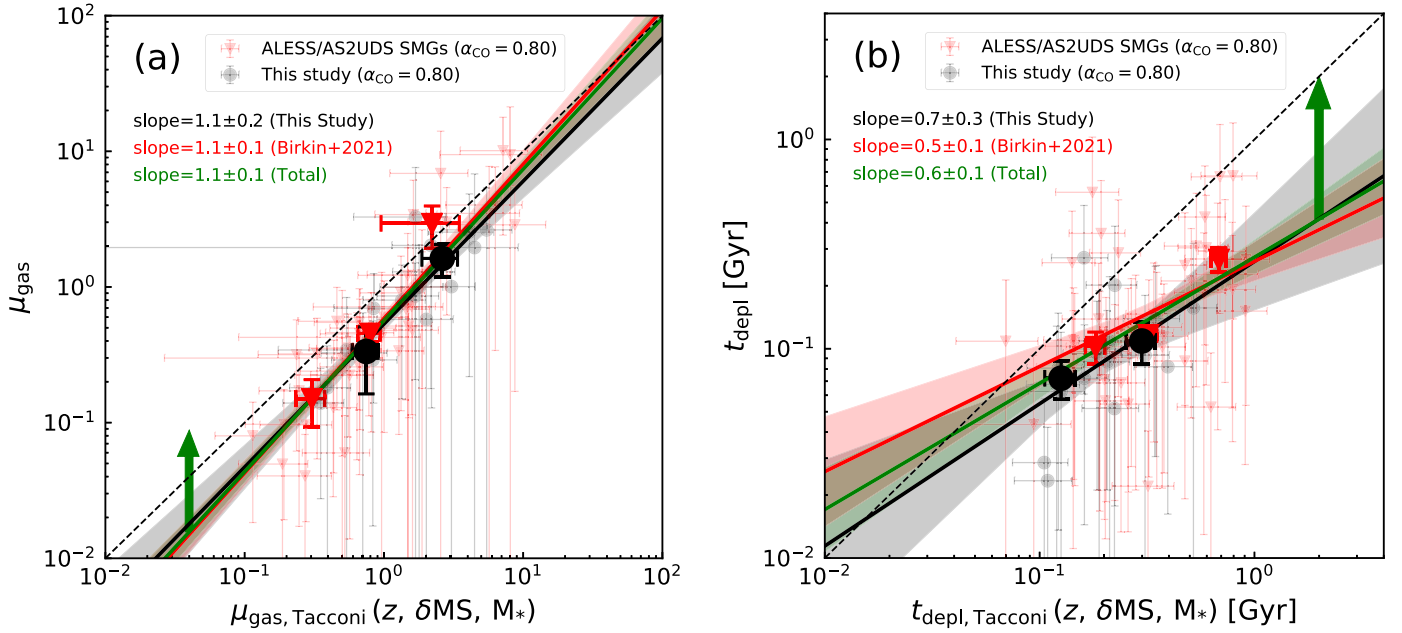 (a)
ALESS/AS2UDS SMGs (α_CO = 0.80)
This study (α_CO = 0.80)
slope=1.1±0.2 (This Study)
slope=1.1±0.1 (Birkin+2021)
slope=1.1±0.1 (Total)
10²
10¹
10⁰
10⁻¹
10⁻²
μ_gas
10⁻² 10⁻¹ 10⁰ 10¹ 10²
μ_gas, Tacconi (z, δMS, M_*)
(b)
ALESS/AS2UDS SMGs (α_CO = 0.80)
This study (α_CO = 0.80)
slope=0.7±0.3 (This Study)
slope=0.5±0.1 (Birkin+2021)
slope=0.6±0.1 (Total)
10⁰
10⁻¹
10⁻²
t_depl [Gyr]
10⁻² 10⁻¹ 10⁰
t_depl, Tacconi (z, δMS, M_*) [Gyr]